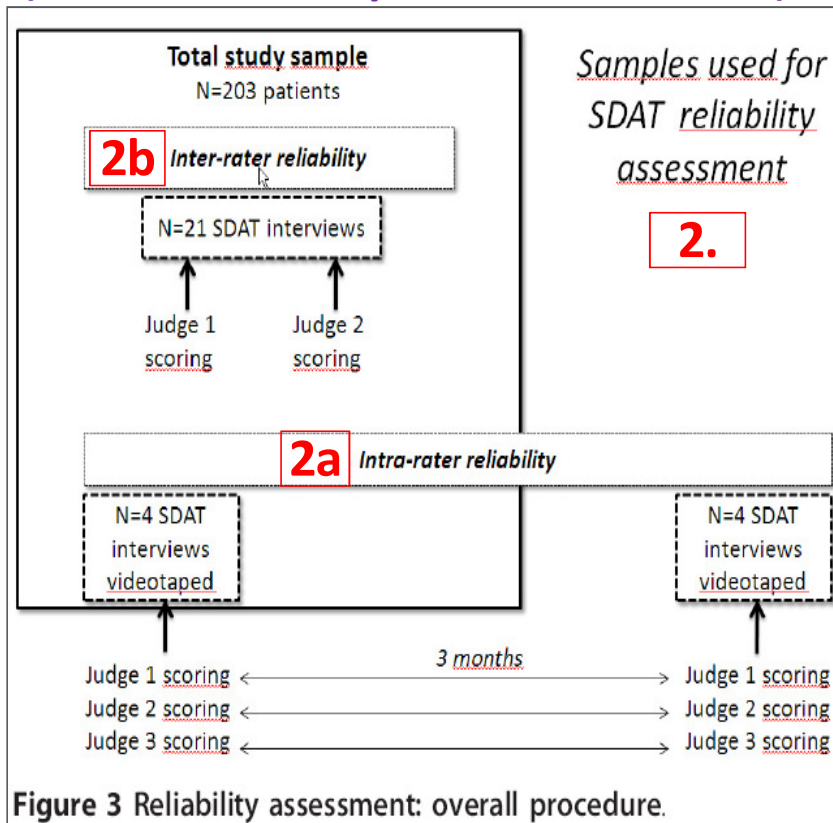 Total study sample
N=203 patients
Samples used for
SDAT reliability
assessment
2.
2b Inter-rater reliability
N=21 SDAT interviews
Judge 1
scoring
Judge 2
scoring
2a Intra-rater reliability
N=4 SDAT
interviews
videotaped
N=4 SDAT
interviews
videotaped
3 months
Judge 1 scoring
Judge 1 scoring
Judge 2 scoring
Judge 2 scoring
Judge 3 scoring
Judge 3 scoring
Figure 3 Reliability assessment: overall procedure.